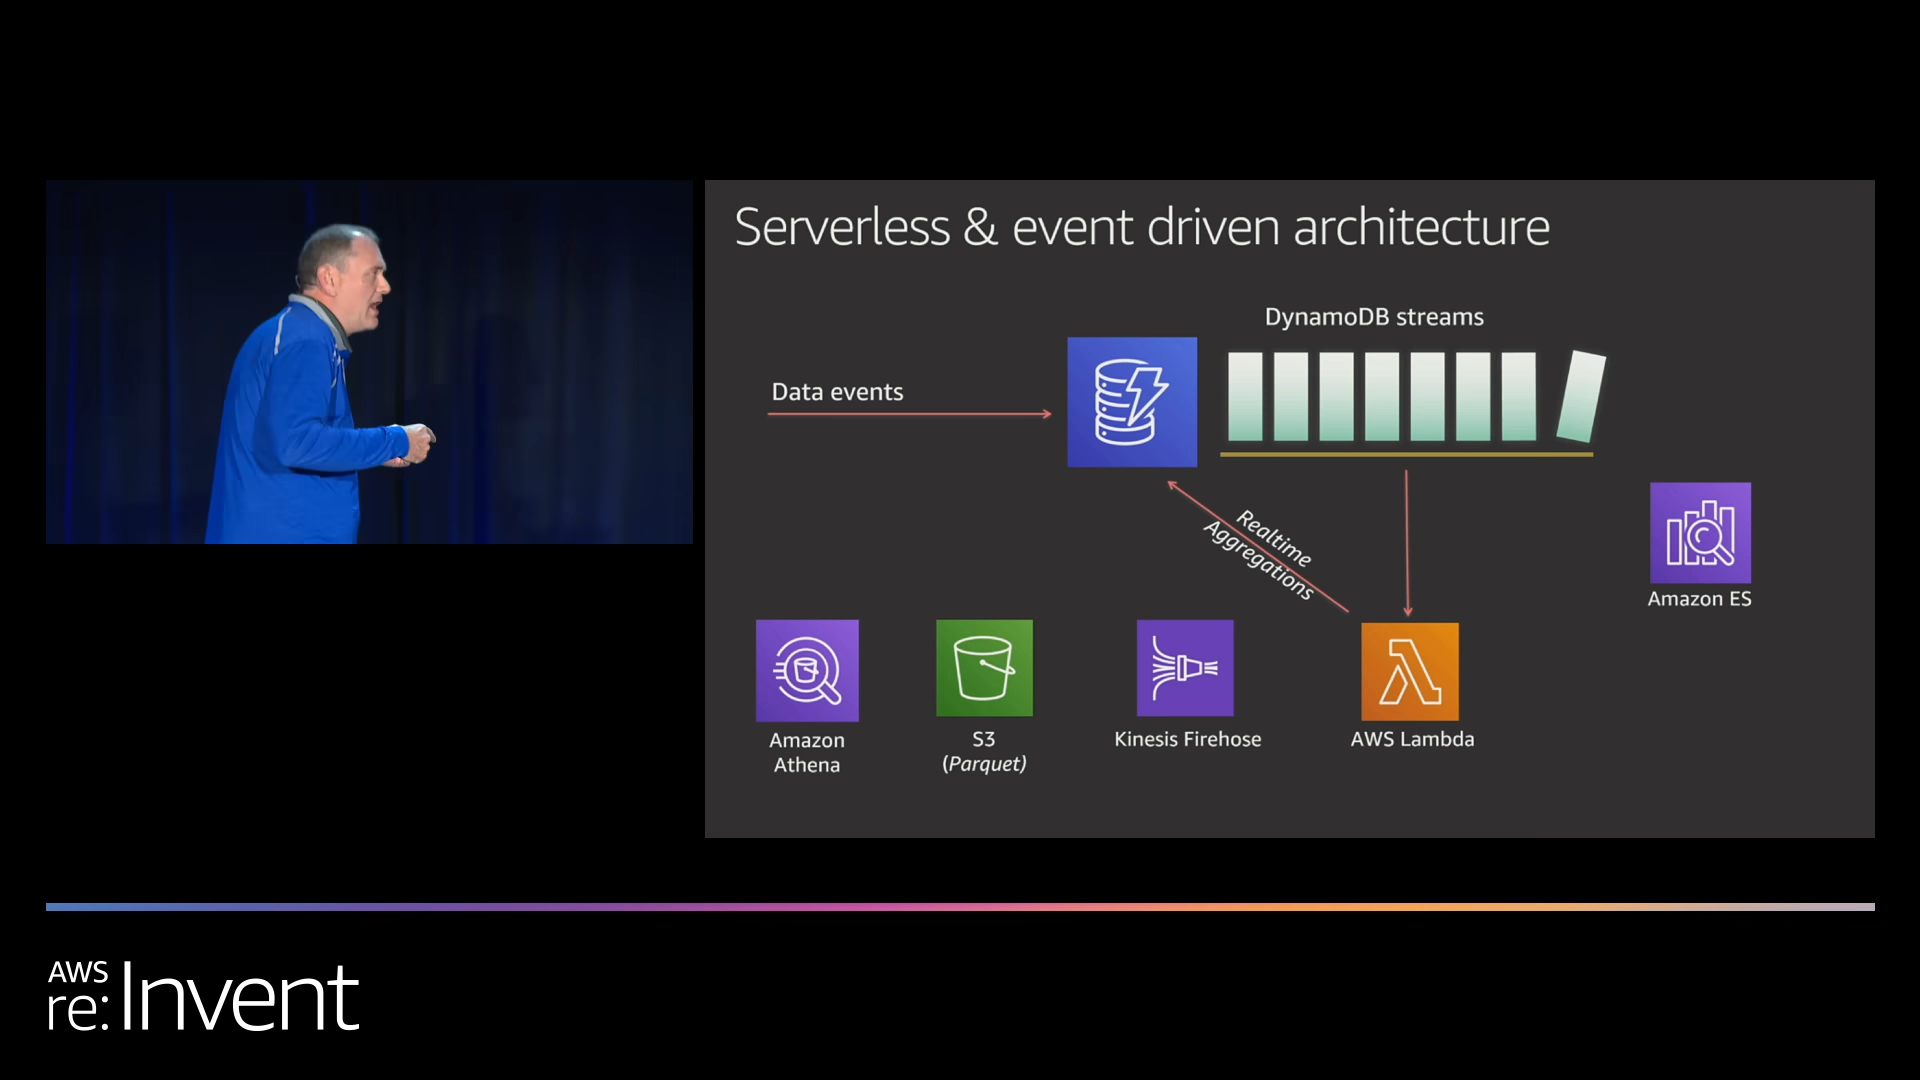 Serverless & event driven architecture
DynamoDB streams
Data events
Realtime
Aggregations
Amazon ES
Amazon
Athena
S3
(Parquet)
Kinesis Firehose
AWS Lambda
AWS
re:Invent